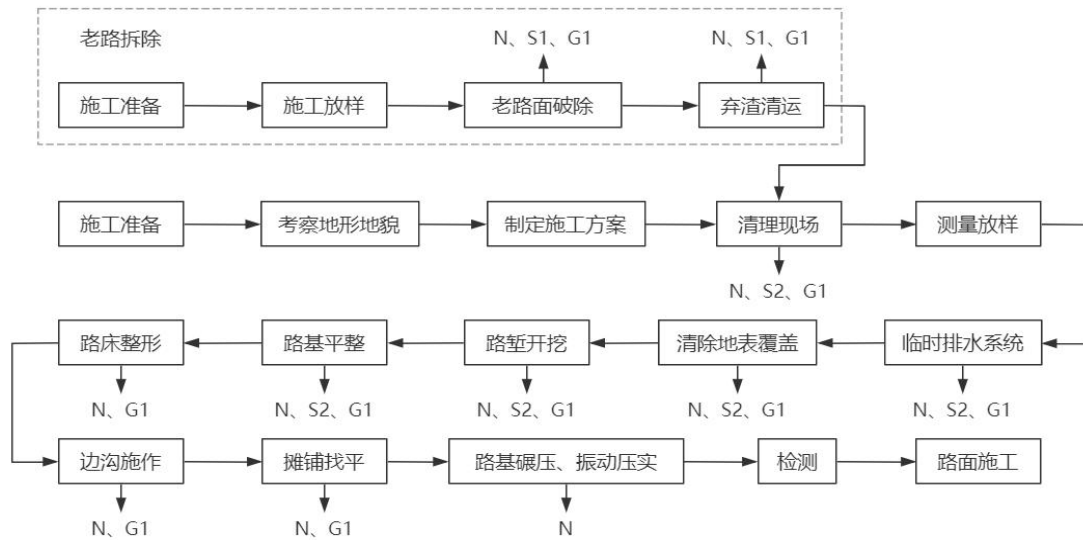 老路拆除
N、S1、G1 N、S1、G1
施工准备 施工放样 老路面破除 弃渣清运
施工准备 考察地形地貌 制定施工方案 清理现场 测量放样
N、S2、G1
路床整形 路基平整 路堑开挖 清除地表覆盖 临时排水系统
N、G1 N、S2、G1 N、S2、G1 N、S2、G1 N、S2、G1
边沟施作 摊铺找平 路基碾压、振动压实 检测 路面施工
N、G1 N、G1 N